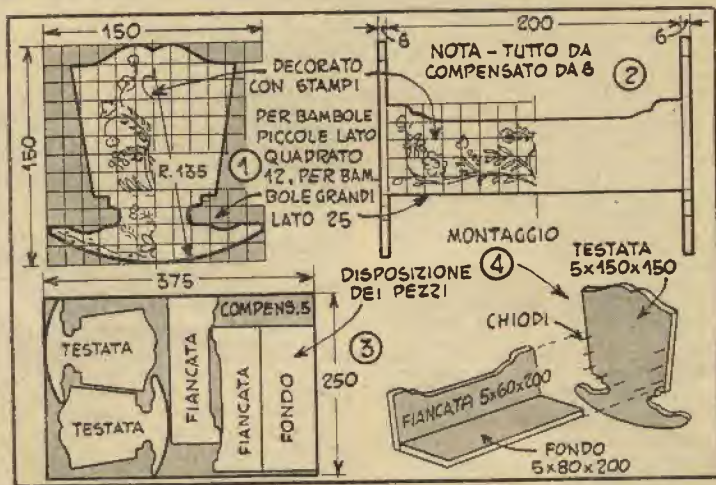 150
150
R.135
①
DECORATO
CON STAMPI
PER BAMBOLE
PICCOLE LATO
QUADRATO
12, PER BAM.
BOLE GRANDI
LATO 25
200
6
6
NOTA - TUTTO DA
COMPENSATO DA 6
②
375
250
TESTATA
TESTATA
FIANCATA
COMPENS.5
FIANCATA
FONDO
DISPOSIZIONE
DEI PEZZI
③
MONTAGGIO
④
TESTATA
5x150x150
CHIODI
FIANCATA 5x60x200
FONDO
5x80x200